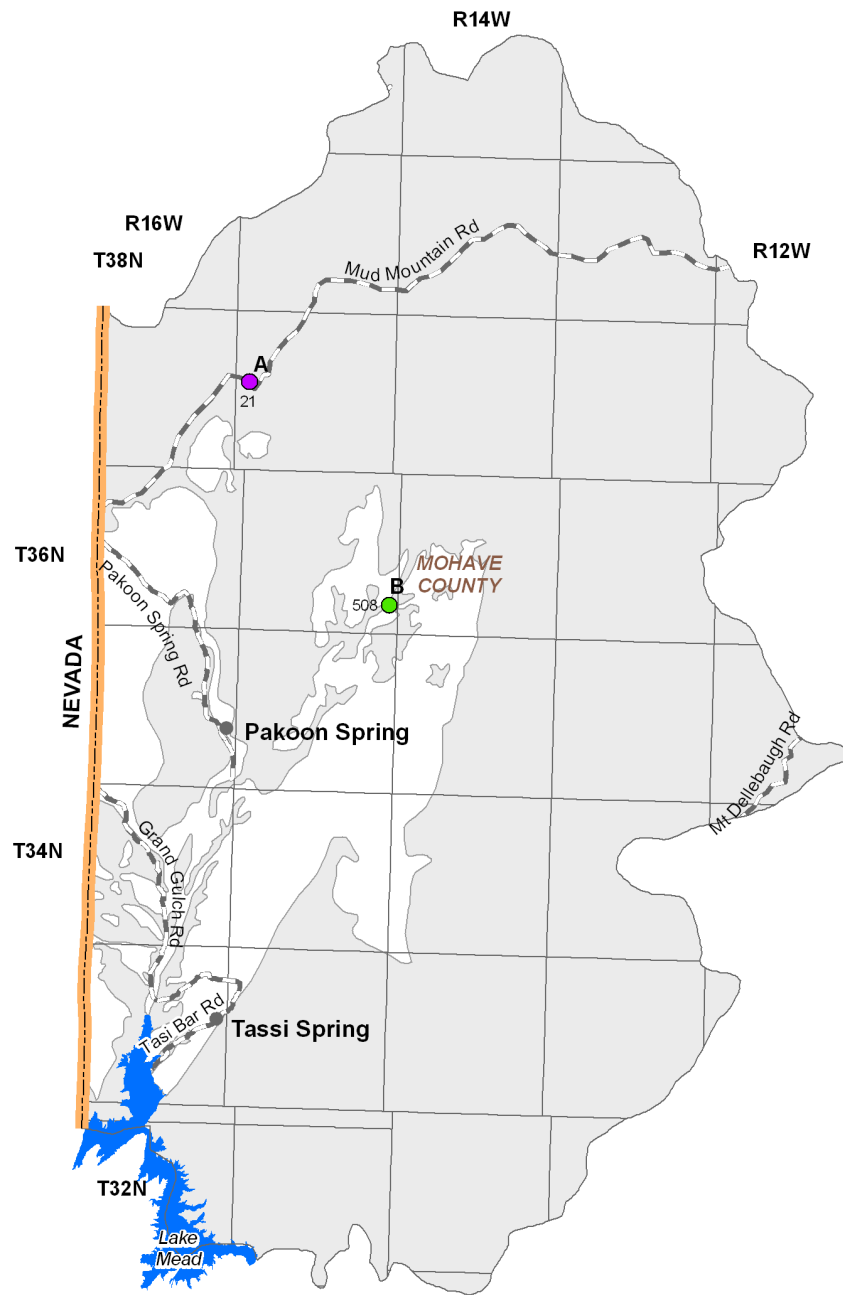 R14W
R16W
T38N
Mud Mountain Rd
R12W
A
21
T36N
MOHAVE
COUNTY
B
508
Pakoon Spring Rd
NEVADA
Pakoon Spring
Mt Dellebaugh Rd
T34N
Grand Gulch Rd
Tasi Bar Rd
Tassi Spring
T32N
Lake
Mead